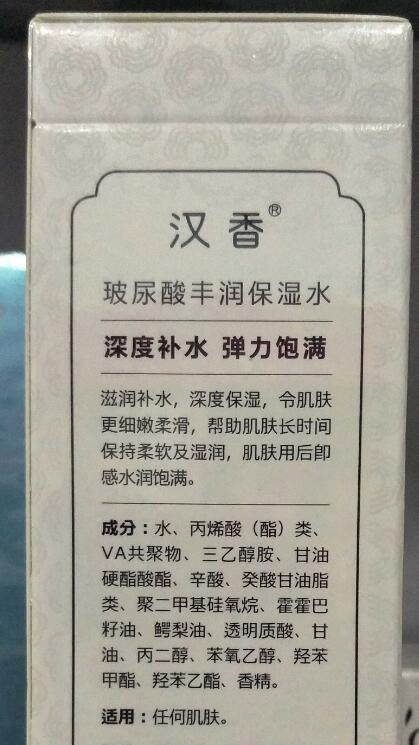 汉香®
玻尿酸丰润保湿水
深度补水 弹力饱满
滋润补水，深度保湿，令肌肤
更细嫩柔滑，帮助肌肤长时间
保持柔软及湿润，肌肤用后即
感水润饱满。
成分：水、丙烯酸（酯）类、
VA共聚物、三乙醇胺、甘油
硬酯酸酯、辛酸、癸酸甘油脂
类、聚二甲基硅氧烷、霍霍巴
籽油、鳄梨油、透明质酸、甘
油、丙二醇、苯氧乙醇、羟苯
甲酯、羟苯乙酯、香精。
适用：任何肌肤。